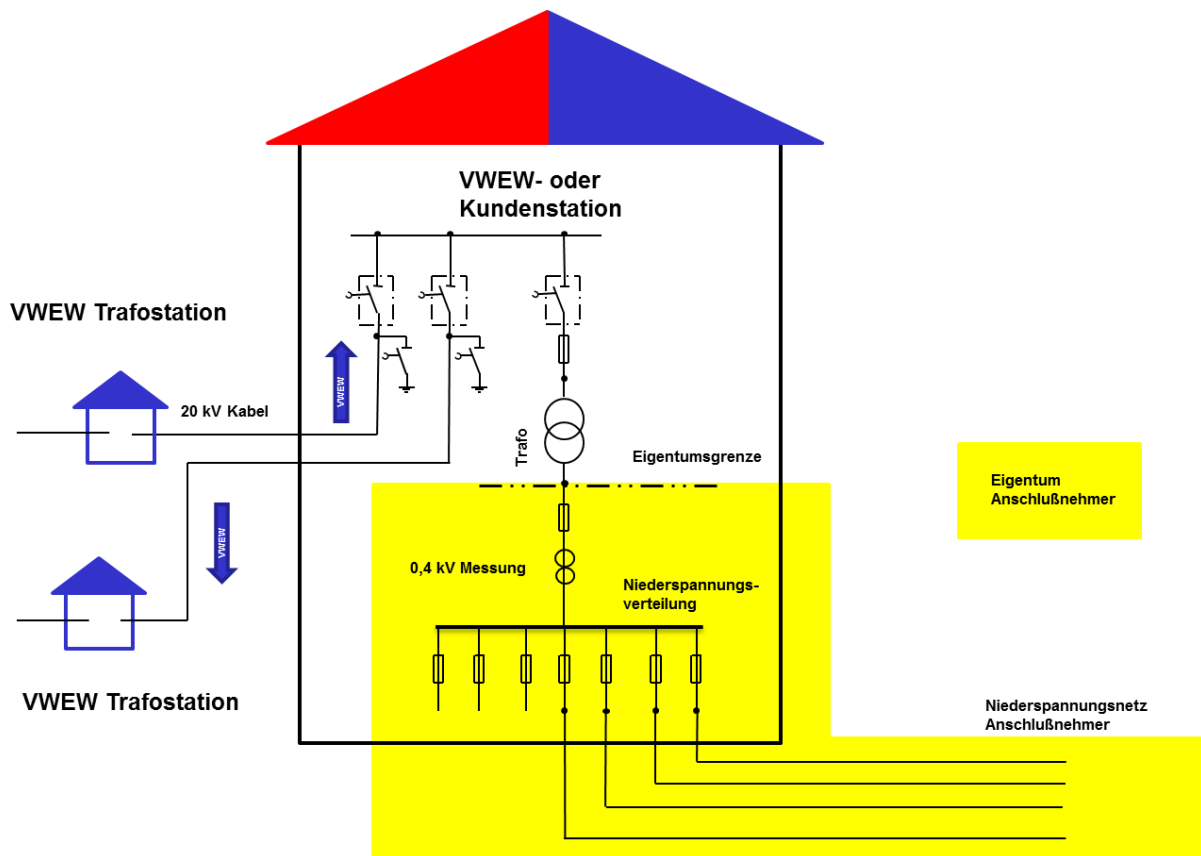 VWEW- oder
Kundenstation
VWEW Trafostation
VWEW
20 kV Kabel
Trafo
Eigentumsgrenze
Eigentum
Anschlußnehmer
VWEW
0,4 kV Messung
Niederspannungs-
verteilung
VWEW Trafostation
Niederspannungsnetz
Anschlußnehmer